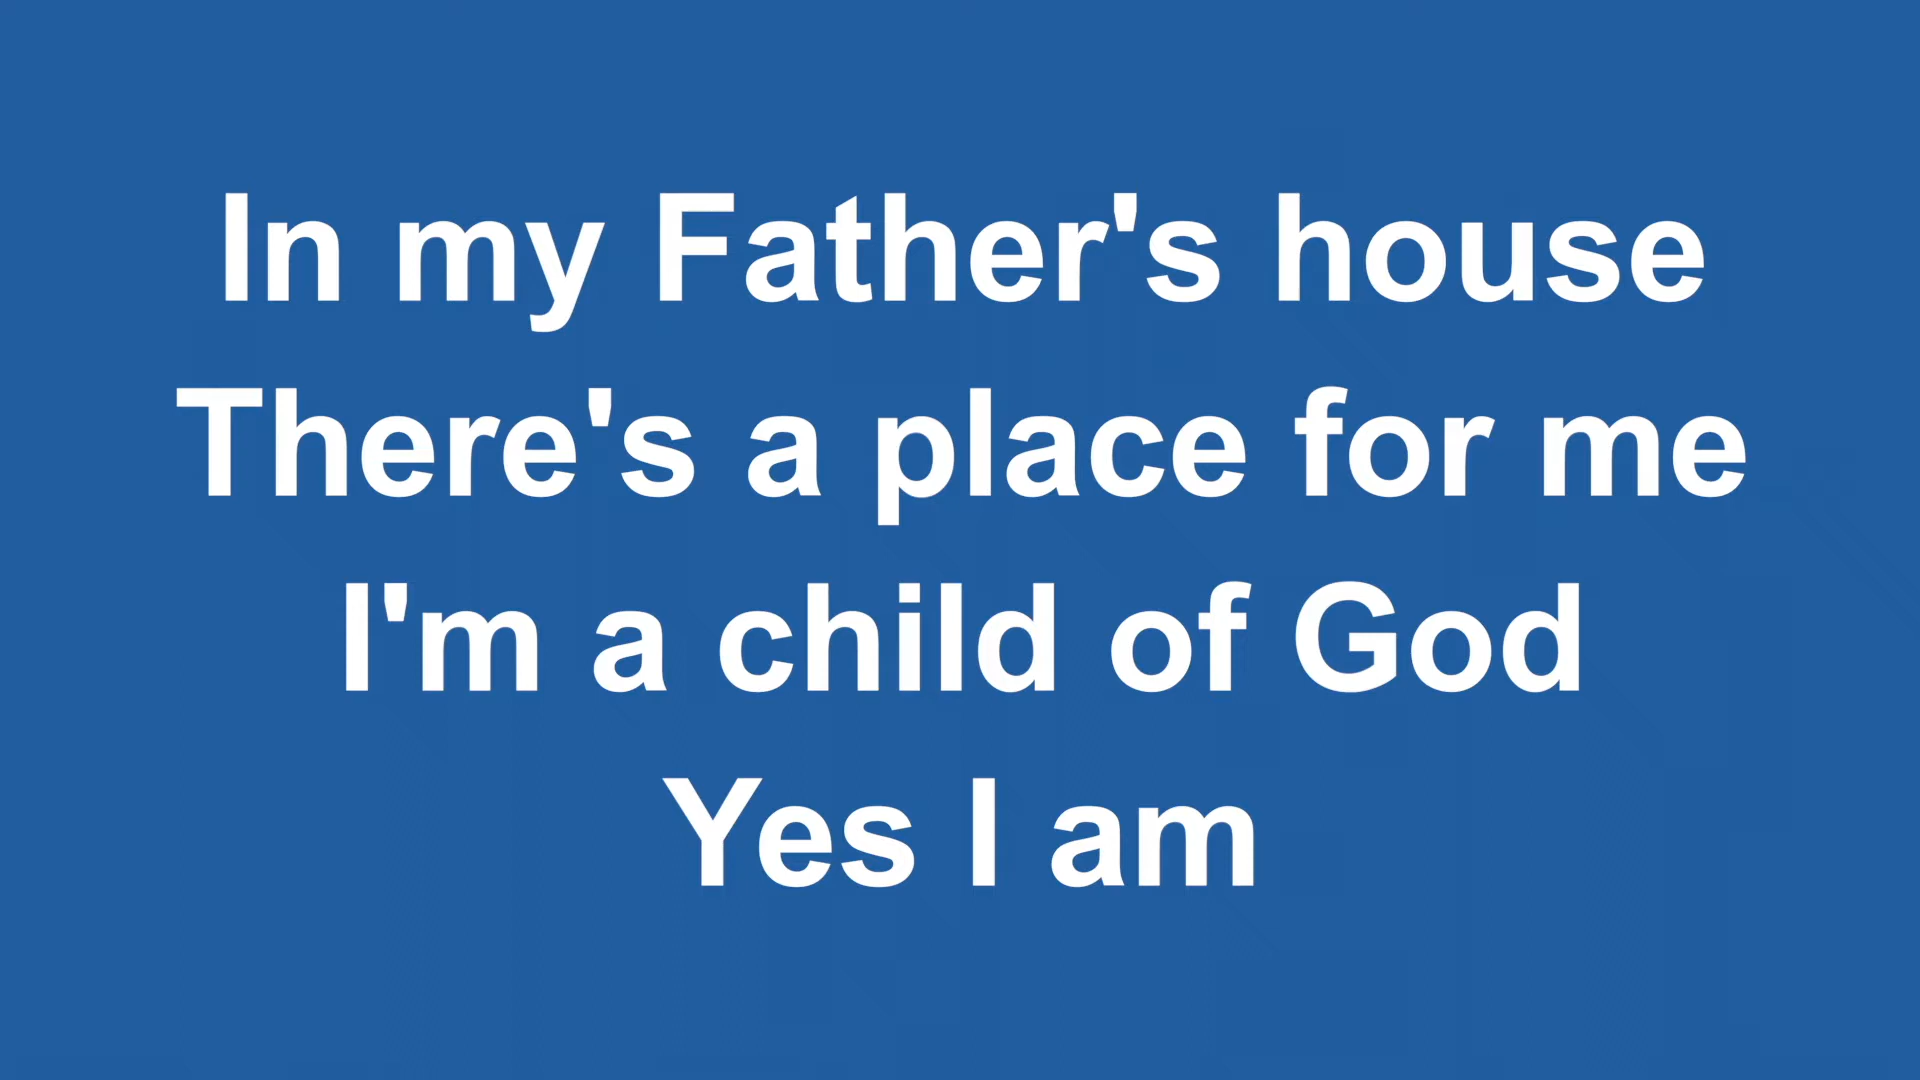 In my Father's house
There's a place for me
I'm a child of God
Yes I am